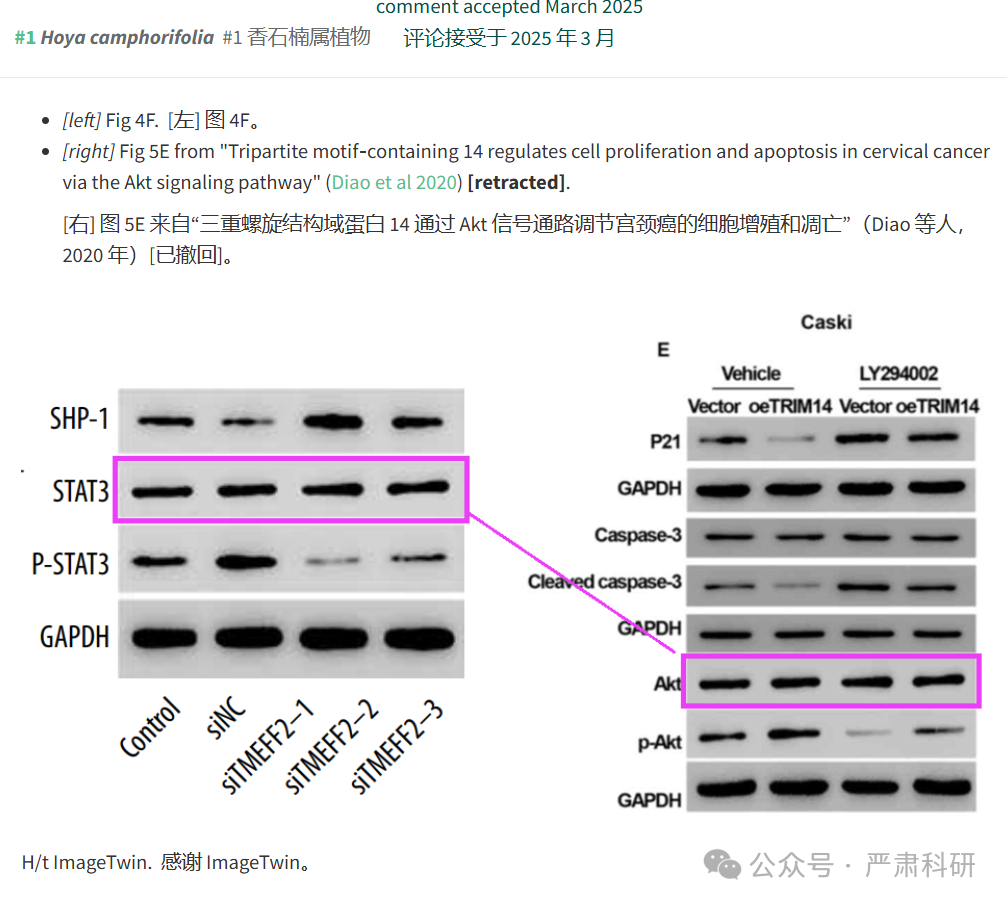 comment accepted March 2025
#1 Hoya camphorifolia #1 香石楠属植物 评论接受于 2025 年 3 月
[left] Fig 4F. [左] 图 4F。
[right] Fig 5E from "Tripartite motif-containing 14 regulates cell proliferation and apoptosis in cervical cancer
via the Akt signaling pathway" (Diao et al 2020) [retracted].
[右] 图 5E 来自“三重螺旋结构域蛋白 14 通过 Akt 信号通路调节宫颈癌的细胞增殖和凋亡”（Diao 等人，
2020 年）[已撤回]。
SHP-1
STAT3
P-STAT3
GAPDH
Control
siNC
siTMEFF2-1
siTMEFF2-2
siTMEFF2-3
Caski
E
Vehicle LY294002
Vector oeTRIM14 Vector oeTRIM14
P21
GAPDH
Caspase-3
Cleaved caspase-3
GAPDH
Akt
p-Akt
GAPDH
H/t ImageTwin. 感谢 ImageTwin。
公众号 · 严肃科研